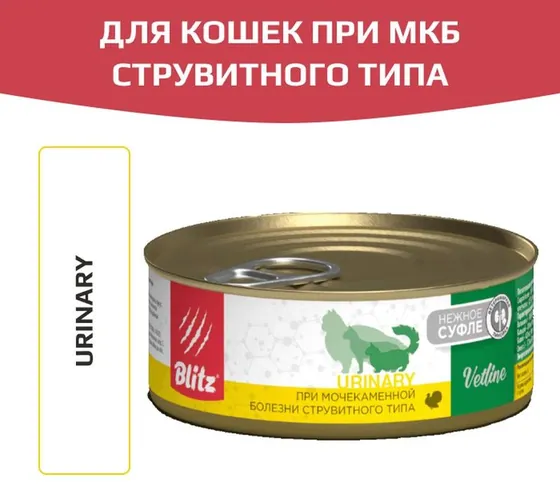 ДЛЯ КОШЕК ПРИ МКБ
СТРУВИТНОГО ТИПА
URINARY
НЕЖНОЕ
СУФЛЕ
Blitz
URINARY
Vetline
ПРИ МОЧЕКАМЕННОЙ
БОЛЕЗНИ СТРУВИТНОГО ТИПА